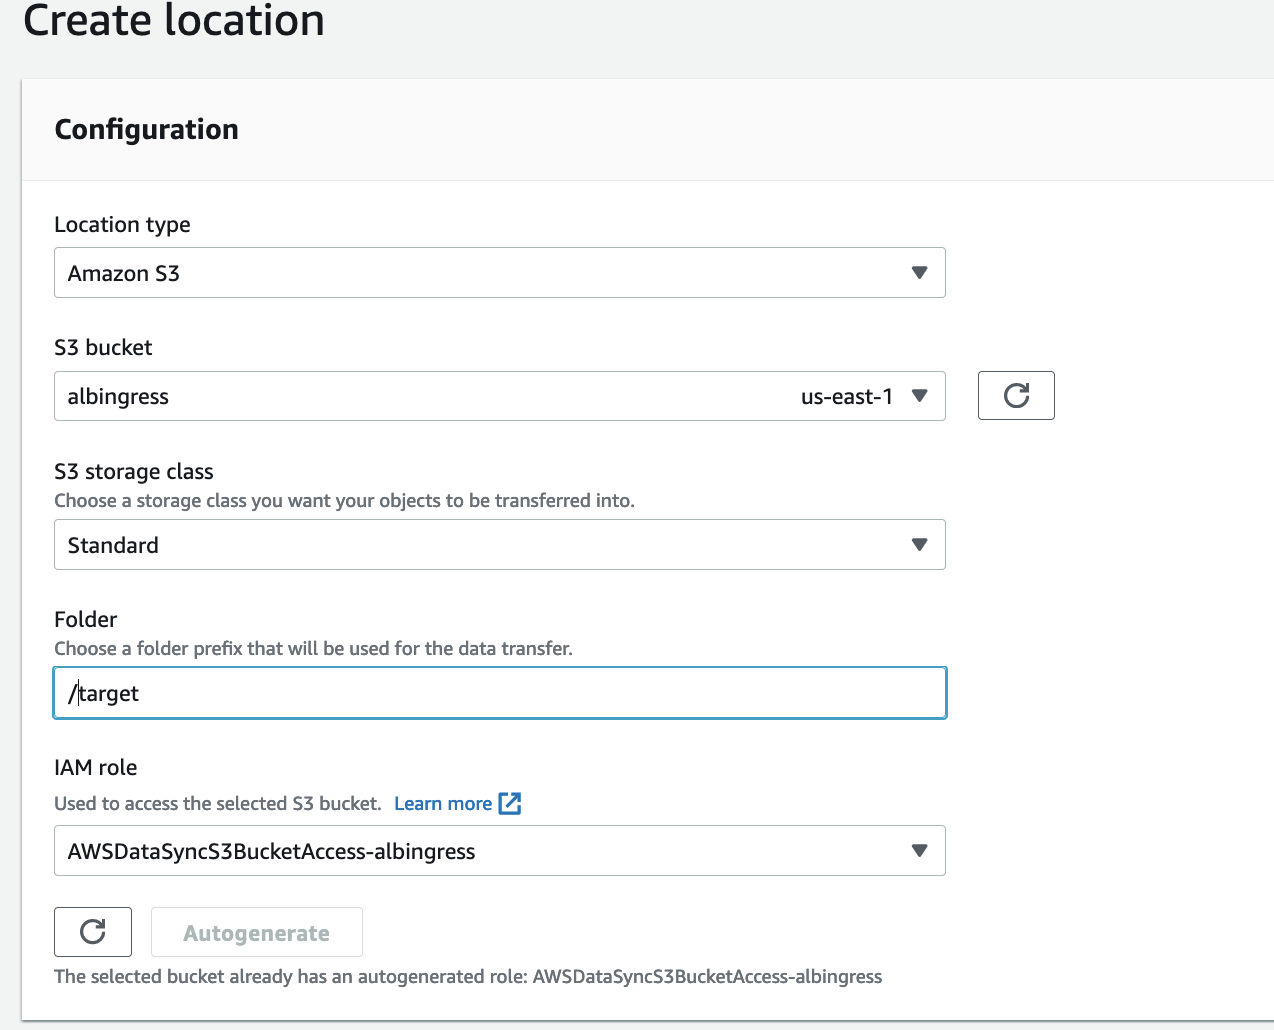 Create location
Configuration
Location type
Amazon S3
S3 bucket
albingress us-east-1
S3 storage class
Choose a storage class you want your objects to be transferred into.
Standard
Folder
Choose a folder prefix that will be used for the data transfer.
/target
IAM role
Used to access the selected S3 bucket. Learn more
AWSDataSyncS3BucketAccess-albingress
Autogenerate
The selected bucket already has an autogenerated role: AWSDataSyncS3BucketAccess-albingress